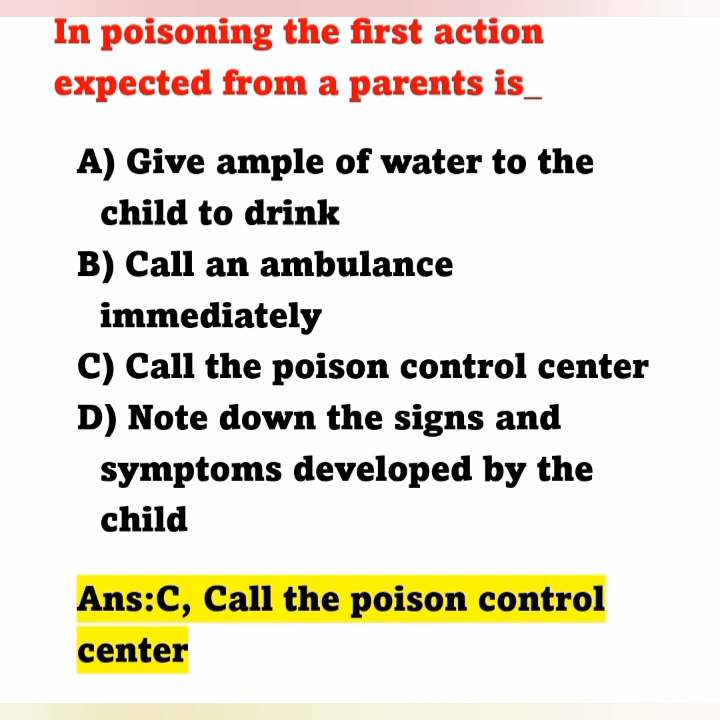 In poisoning the first action
expected from a parents is_
A) Give ample of water to the
child to drink
B) Call an ambulance
immediately
C) Call the poison control center
D) Note down the signs and
symptoms developed by the
child
Ans:C, Call the poison control
center